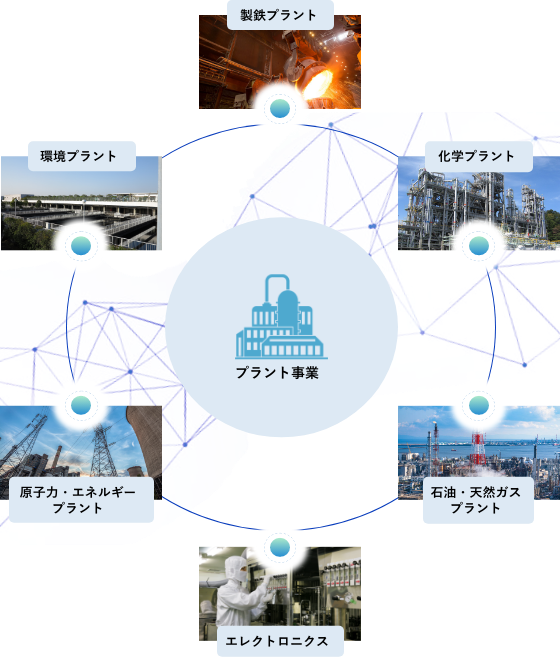 製鉄プラント
環境プラント
化学プラント
プラント事業
原子力・エネルギー
プラント
石油・天然ガス
プラント
エレクトロニクス